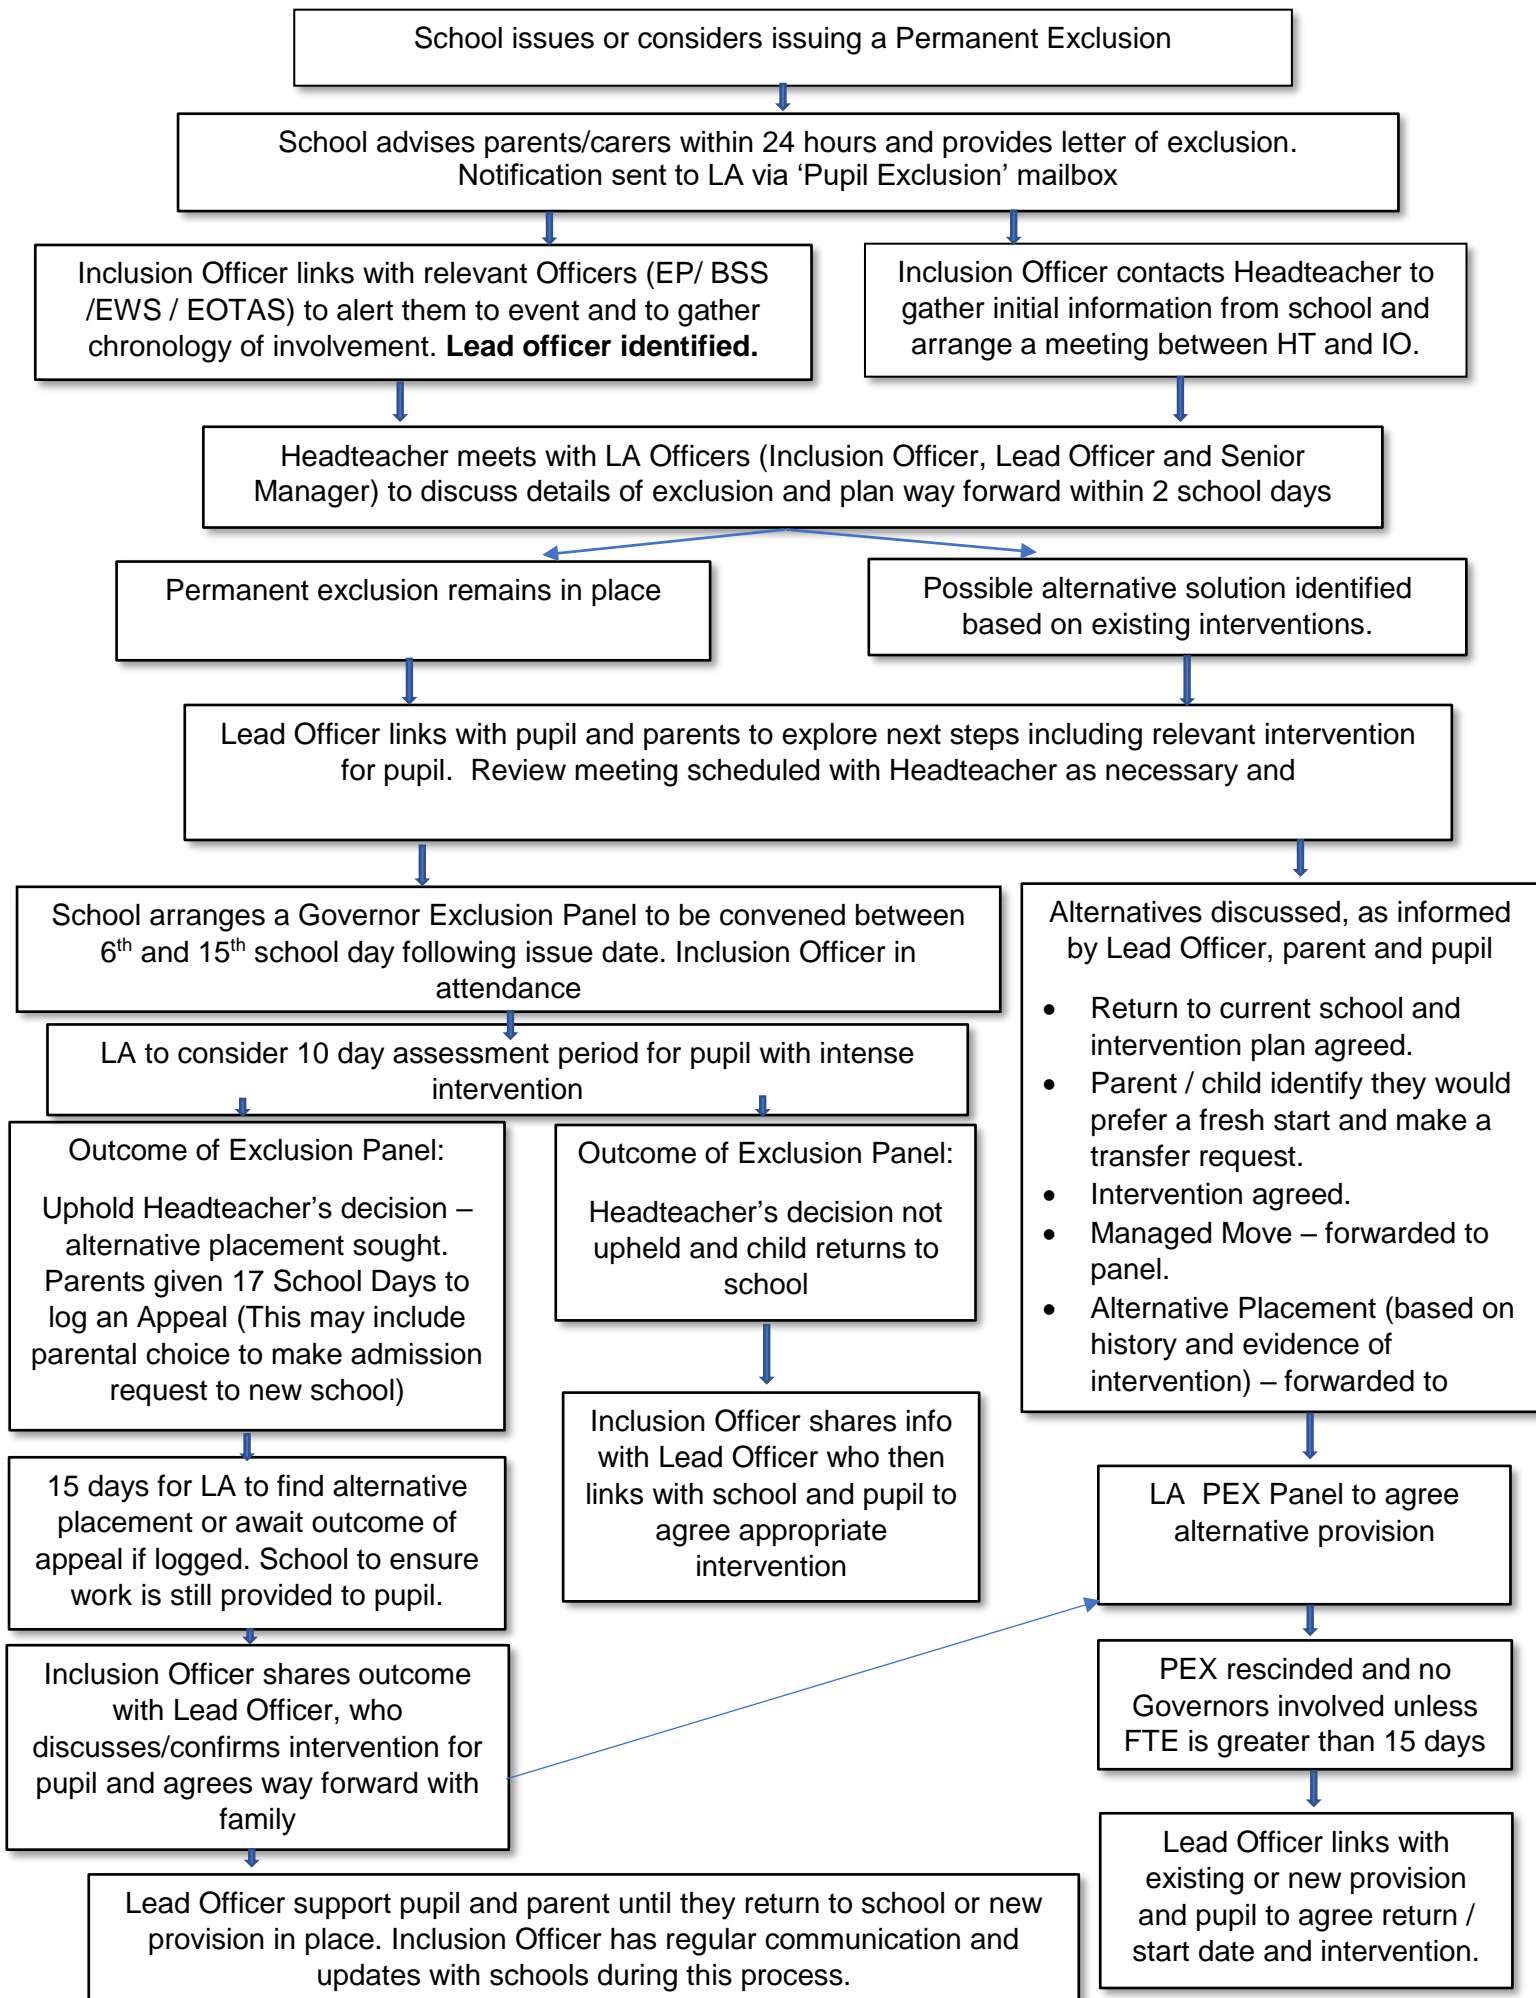 School issues or considers issuing a Permanent Exclusion
School advises parents/carers within 24 hours and provides letter of exclusion.
Notification sent to LA via ‘Pupil Exclusion’ mailbox
Inclusion Officer links with relevant Officers (EP/ BSS
/EWS / EOTAS) to alert them to event and to gather
chronology of involvement. Lead officer identified.
Inclusion Officer contacts Headteacher to
gather initial information from school and
arrange a meeting between HT and IO.
Headteacher meets with LA Officers (Inclusion Officer, Lead Officer and Senior
Manager) to discuss details of exclusion and plan way forward within 2 school days
Permanent exclusion remains in place
Possible alternative solution identified
based on existing interventions.
Lead Officer links with pupil and parents to explore next steps including relevant intervention
for pupil.  Review meeting scheduled with Headteacher as necessary and
School arranges a Governor Exclusion Panel to be convened between
6th and 15th school day following issue date. Inclusion Officer in
attendance
LA to consider 10 day assessment period for pupil with intense
intervention
Outcome of Exclusion Panel:
Uphold Headteacher’s decision –
alternative placement sought.
Parents given 17 School Days to
log an Appeal (This may include
parental choice to make admission
request to new school)
Outcome of Exclusion Panel:
Headteacher’s decision not
upheld and child returns to
school
Alternatives discussed, as informed
by Lead Officer, parent and pupil
• Return to current school and
intervention plan agreed.
• Parent / child identify they would
prefer a fresh start and make a
transfer request.
• Intervention agreed.
• Managed Move – forwarded to
panel.
• Alternative Placement (based on
history and evidence of
intervention) – forwarded to
15 days for LA to find alternative
placement or await outcome of
appeal if logged. School to ensure
work is still provided to pupil.
Inclusion Officer shares info
with Lead Officer who then
links with school and pupil to
agree appropriate
intervention
LA  PEX Panel to agree
alternative provision
Inclusion Officer shares outcome
with Lead Officer, who
discusses/confirms intervention for
pupil and agrees way forward with
family
PEX rescinded and no
Governors involved unless
FTE is greater than 15 days
Lead Officer support pupil and parent until they return to school or new
provision in place. Inclusion Officer has regular communication and
updates with schools during this process.
Lead Officer links with
existing or new provision
and pupil to agree return /
start date and intervention.